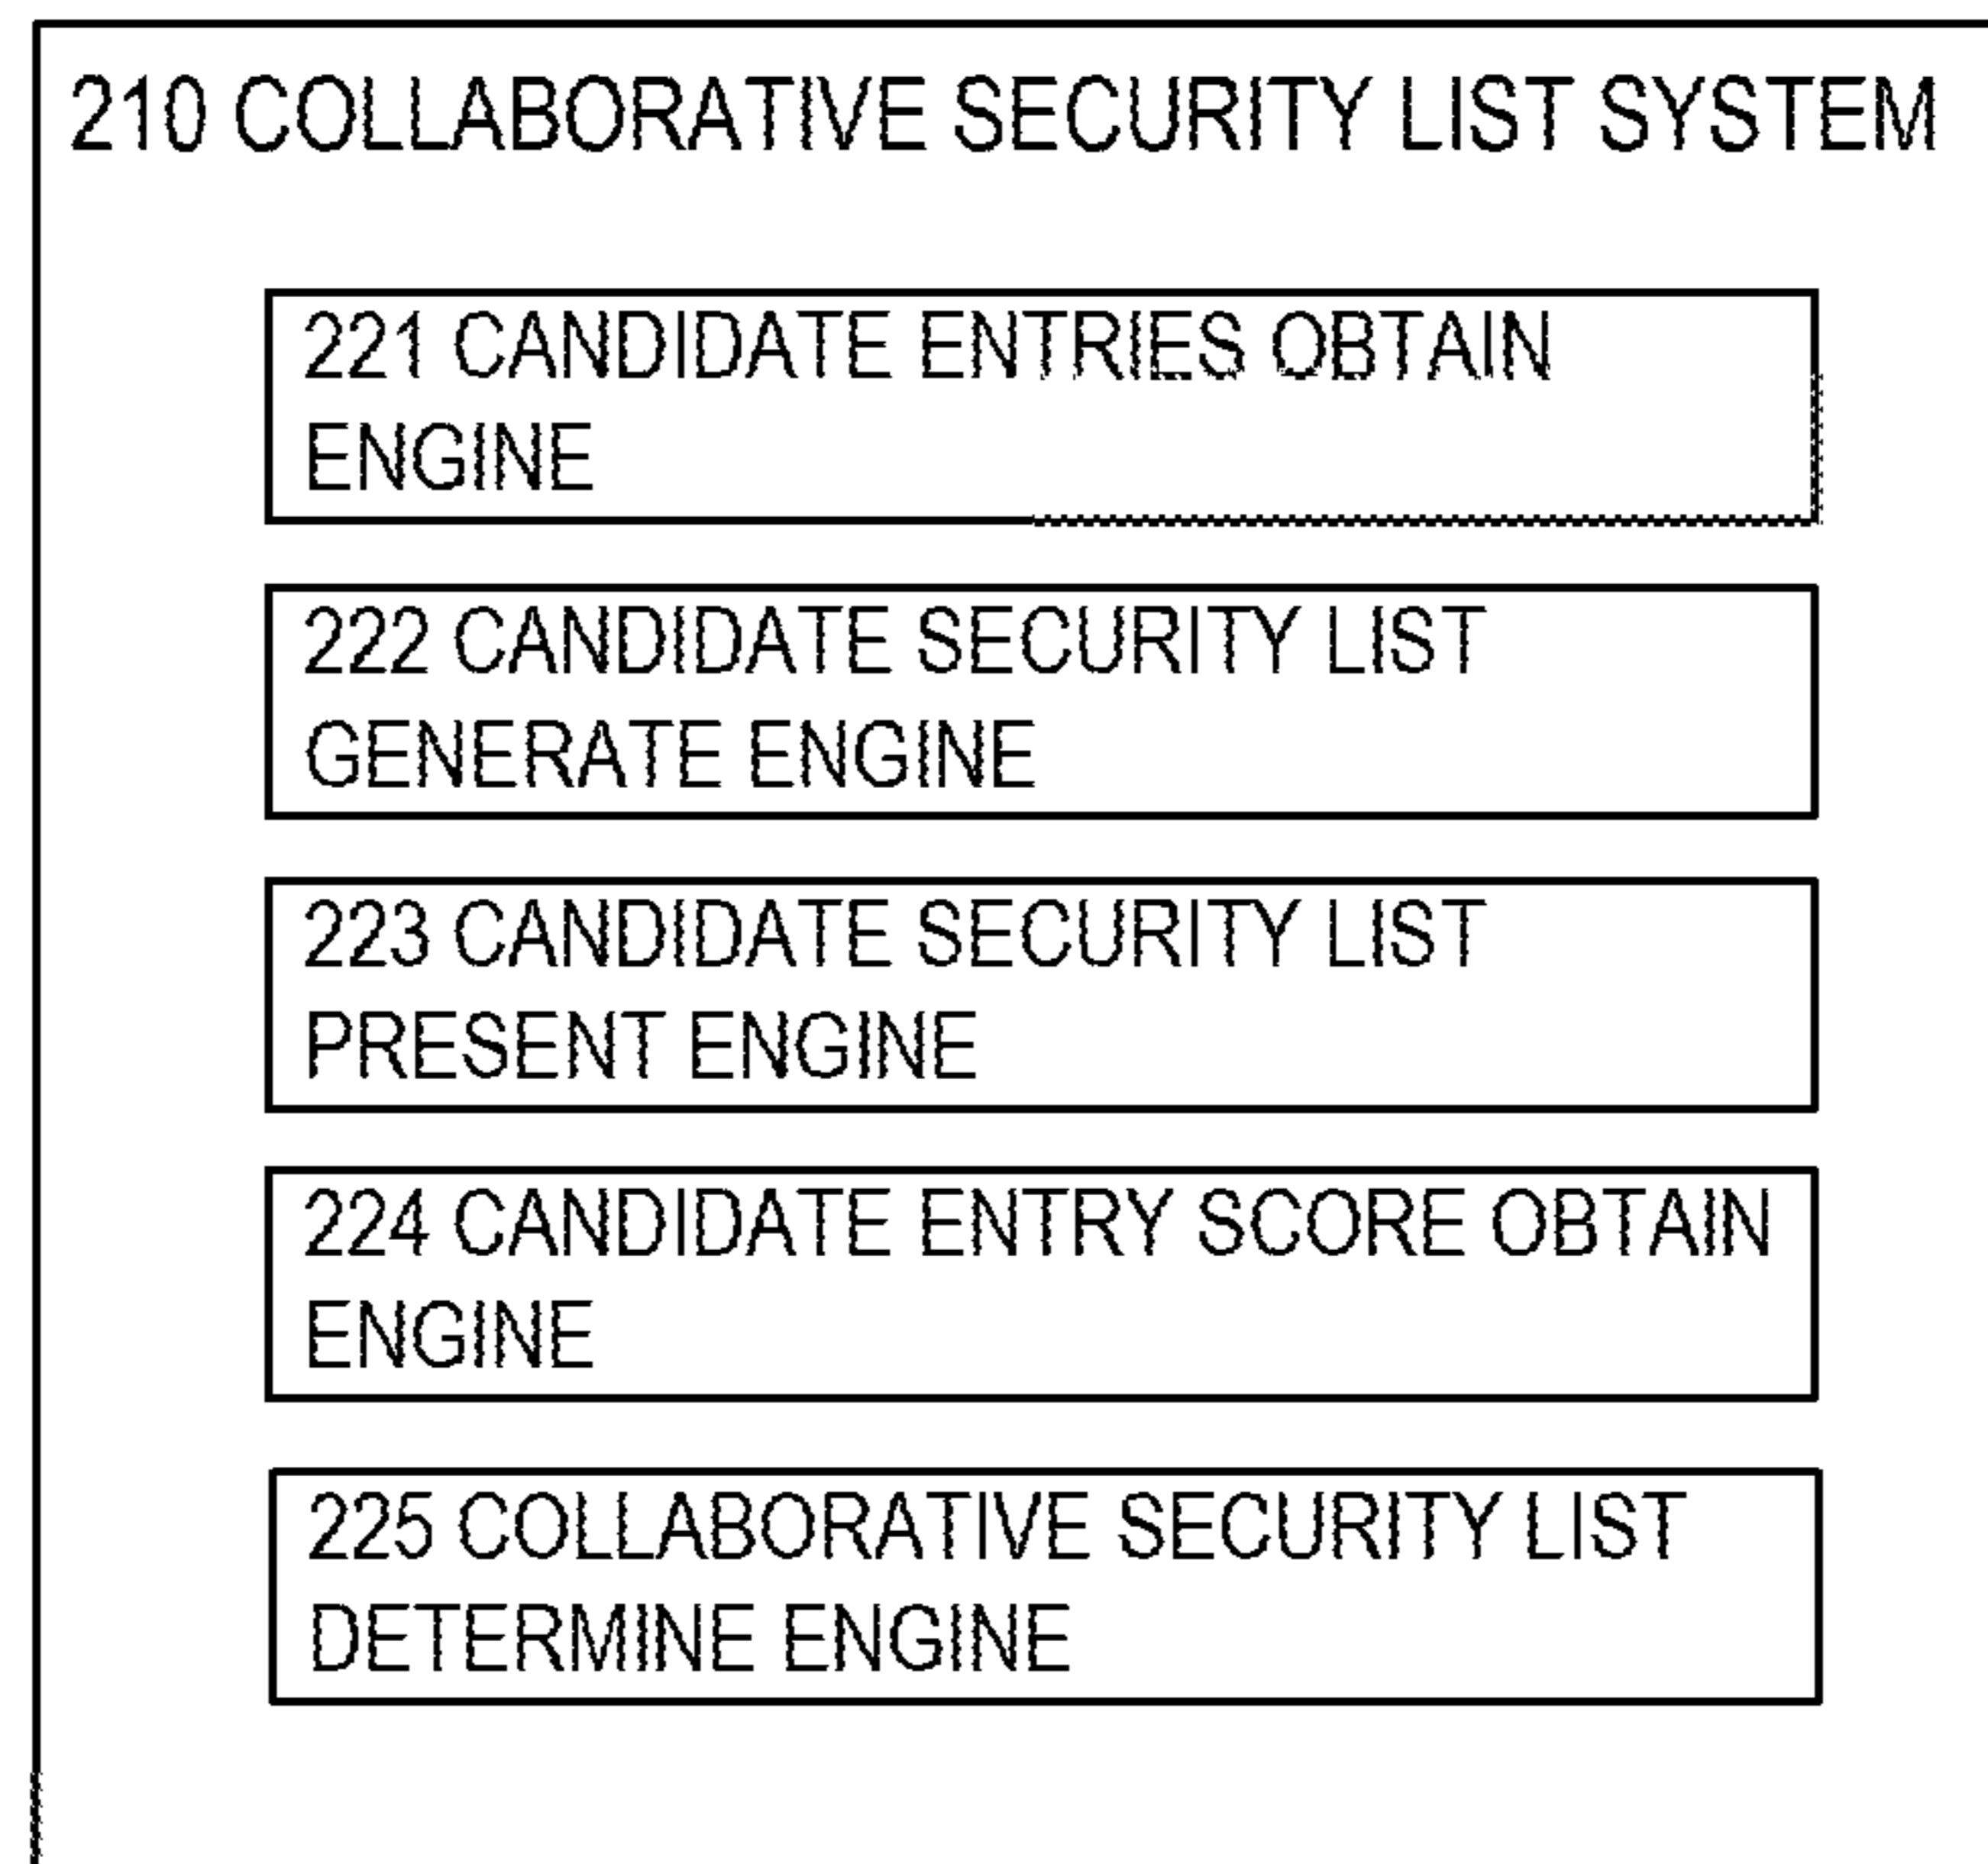 210 COLLABORATIVE SECURITY LIST SYSTEM
221 CANDIDATE ENTRIES OBTAIN
ENGINE
222 CANDIDATE SECURITY LIST
GENERATE ENGINE
223 CANDIDATE SECURITY LIST
PRESENT ENGINE
224 CANDIDATE ENTRY SCORE OBTAIN
ENGINE
225 COLLABORATIVE SECURITY LIST
DETERMINE ENGINE